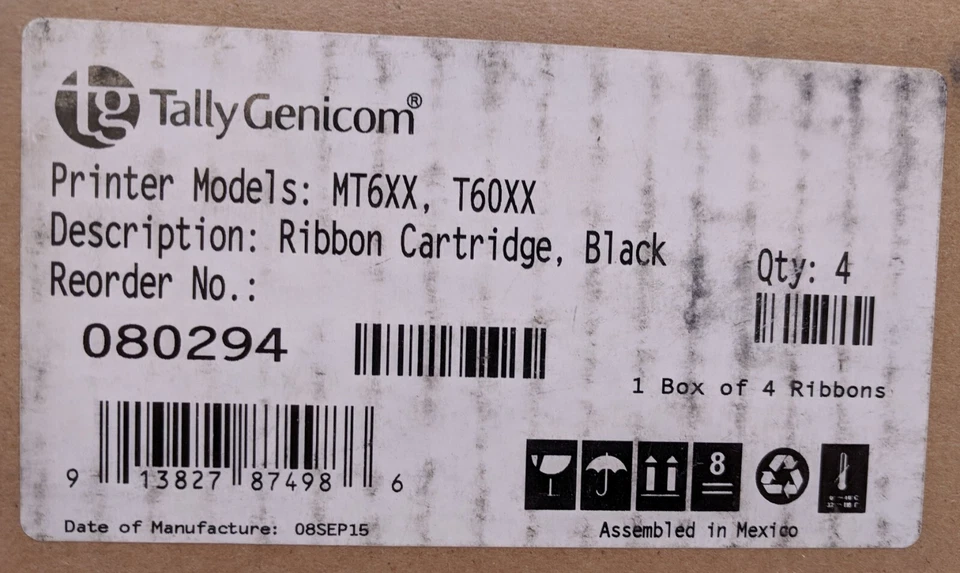 tg TallyGenicom®
Printer Models: MT6XX, T60XX
Description: Ribbon Cartridge, Black
Reorder No.:
Qty: 4
080294
1 Box of 4 Ribbons
9 13827 87498 6
8
Date of Manufacture: 08SEP15
Assembled in Mexico